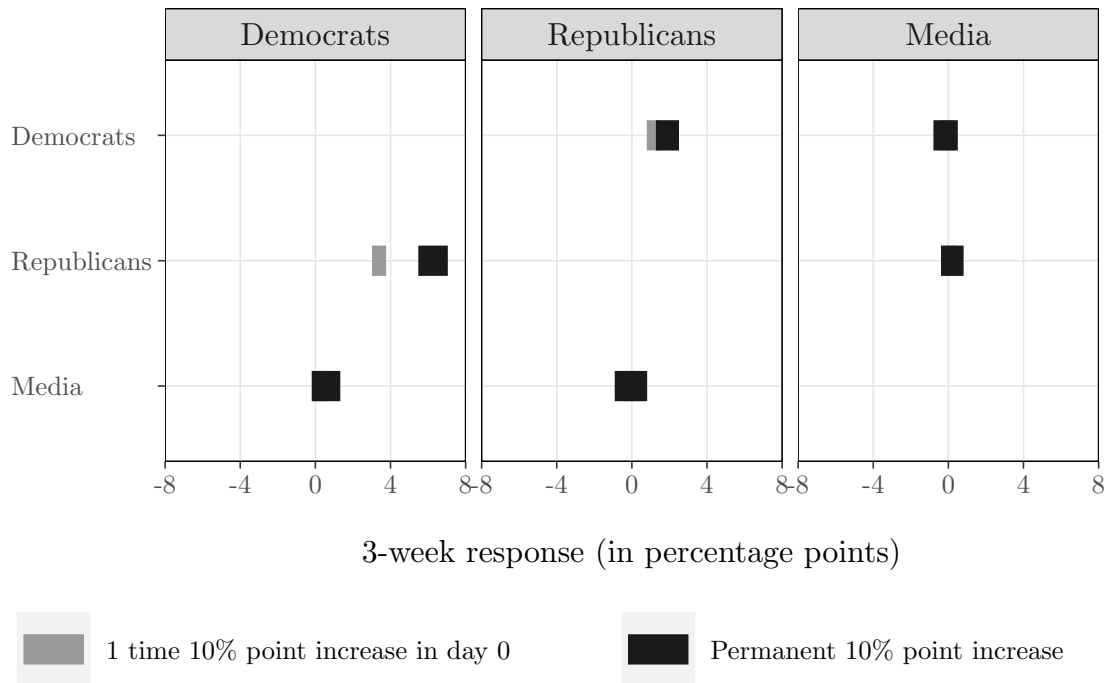 Democrats Republicans Media
Democrats
Republicans
Media
-8 -4 0 4 8 -8 -4 0 4 8 -8 -4 0 4 8
3-week response (in percentage points)
1 time 10% point increase in day 0 Permanent 10% point increase